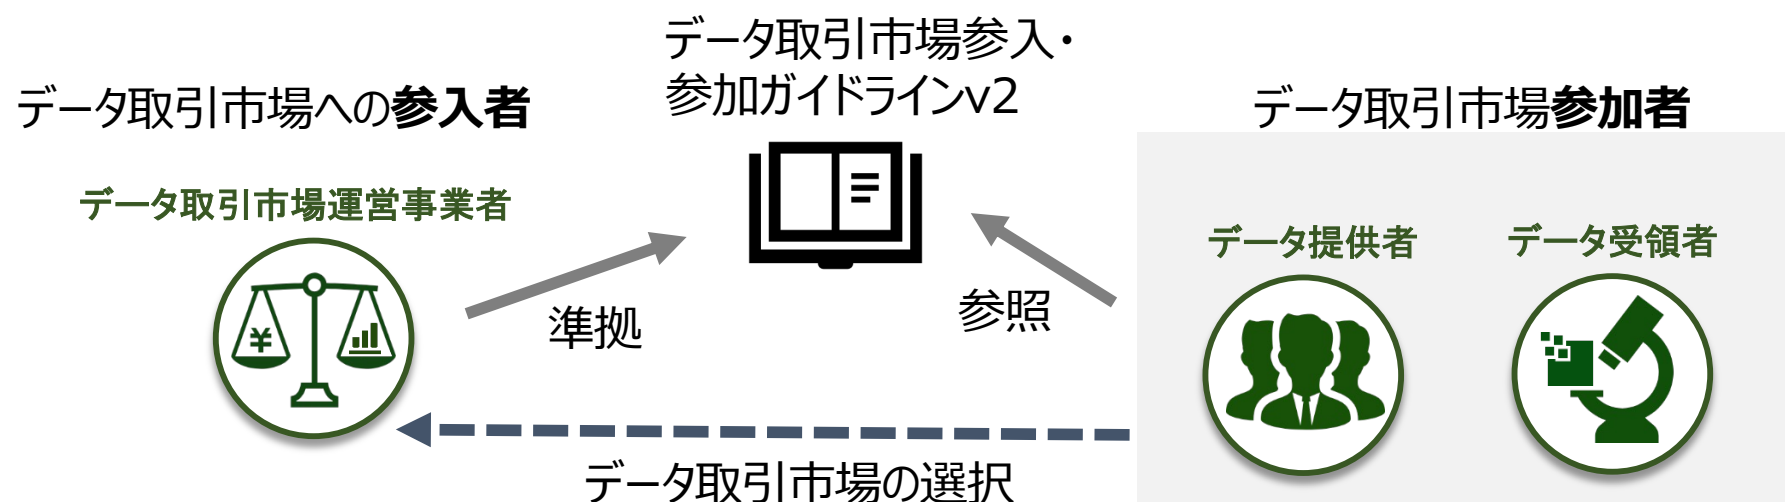 データ取引市場参入・
参加ガイドラインv2
データ取引市場への参入者
データ取引市場参加者
データ取引市場運営事業者
データ提供者
データ受領者
¥
準拠
参照
データ取引市場の選択